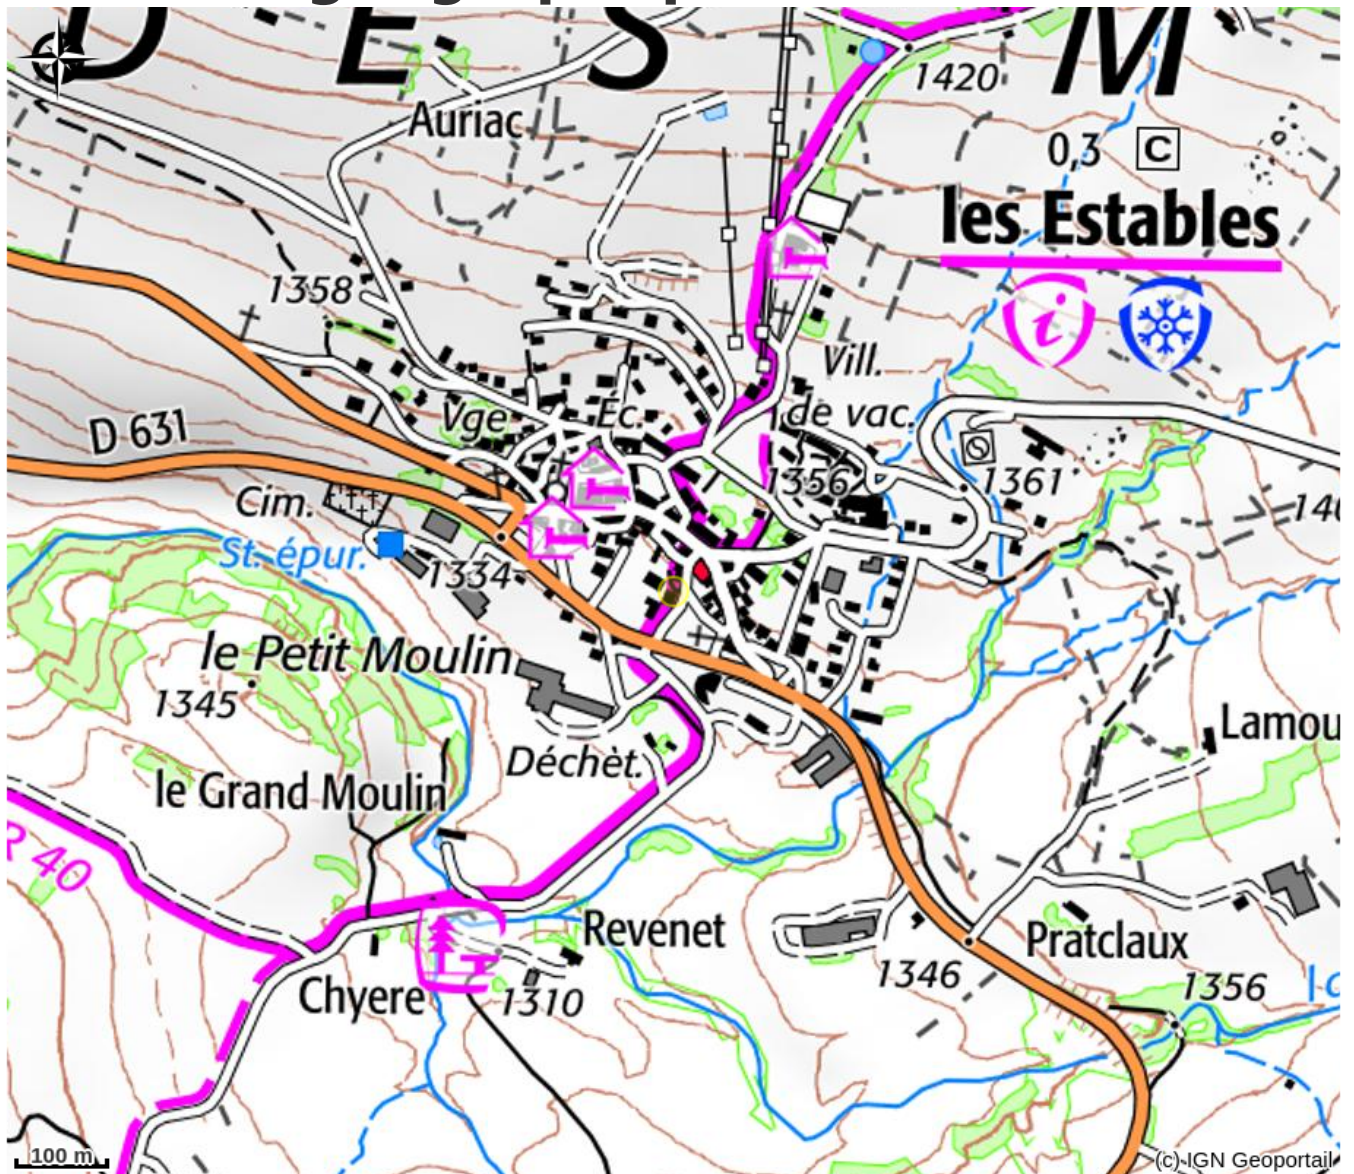 D E S M
1420
Auriac
0,3 C
les Estables
1358
i
Vill.
Vge
Éc.
de vac.
D 631
1356
1361
Cim.
St. épur.
1334
le Petit Moulin
1345
Lamou
Déchèt.
le Grand Moulin
R 40
Revenet
Pratclaux
1346
1356
Chyere
1310
100 m
(c) IGN Geoportail